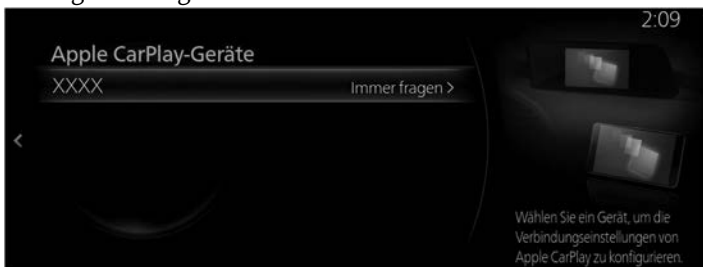 2:09
Apple CarPlay-Geräte
XXXX
Immer fragen >
<
Wählen Sie ein Gerät, um die
Verbindungseinstellungen von
Apple CarPlay zu konfigurieren.